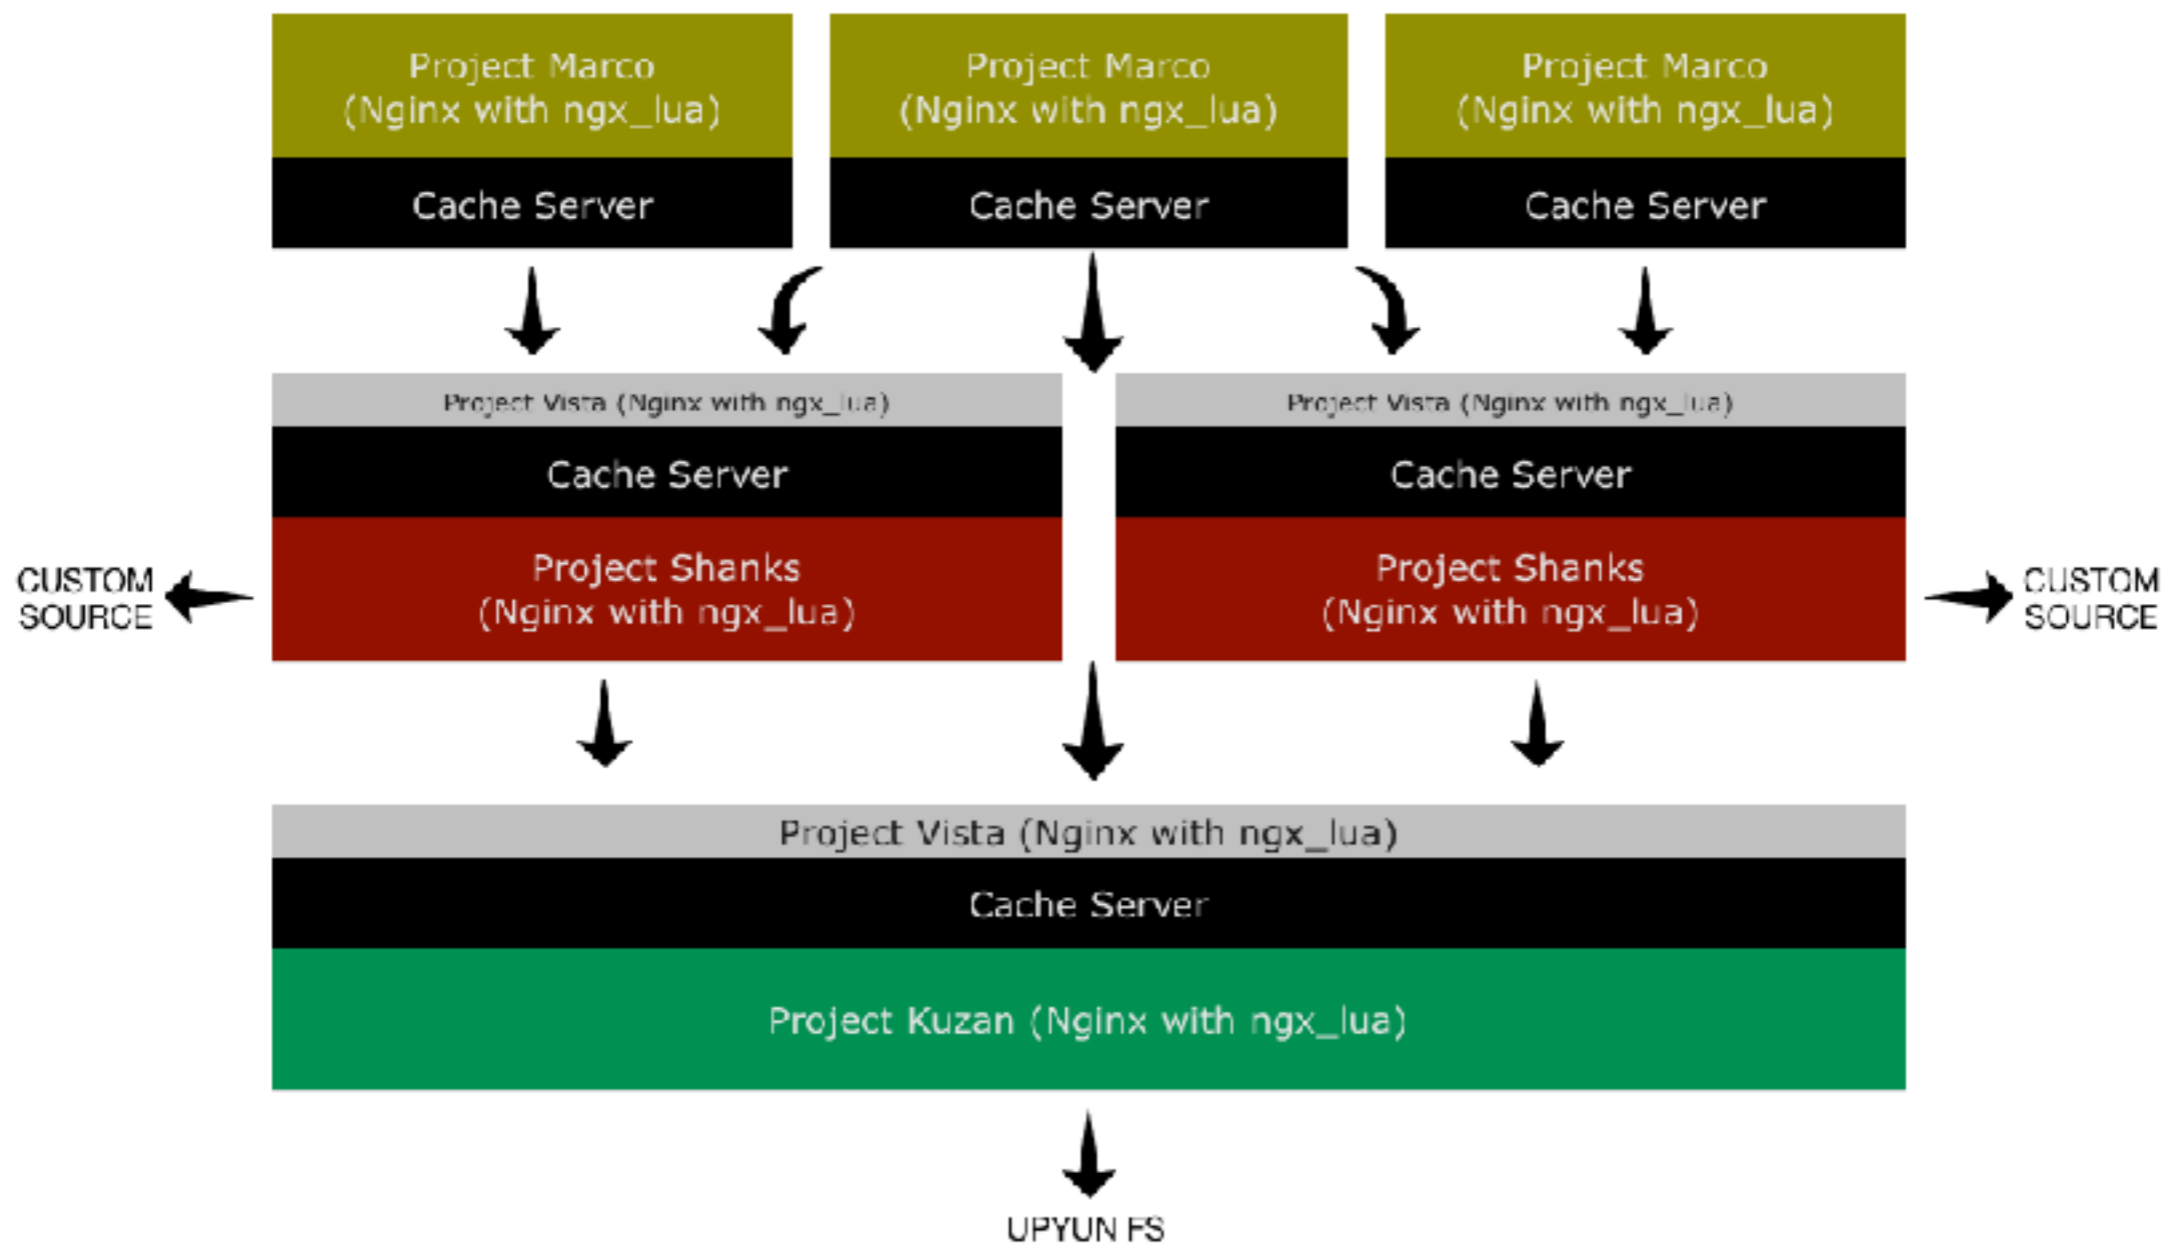 Project Marco
(Nginx with ngx_lua)
Cache Server
Project Marco
(Nginx with ngx_lua)
Cache Server
Project Marco
(Nginx with ngx_lua)
Cache Server
Project Vista (Nginx with ngx_lua)
Cache Server
Project Shanks
(Nginx with ngx_lua)
Project Vista (Nginx with ngx_lua)
Cache Server
Project Shanks
(Nginx with ngx_lua)
CUSTOM
SOURCE
CUSTOM
SOURCE
Project Vista (Nginx with ngx_lua)
Cache Server
Project Kuzan (Nginx with ngx_lua)
UPYUN FS